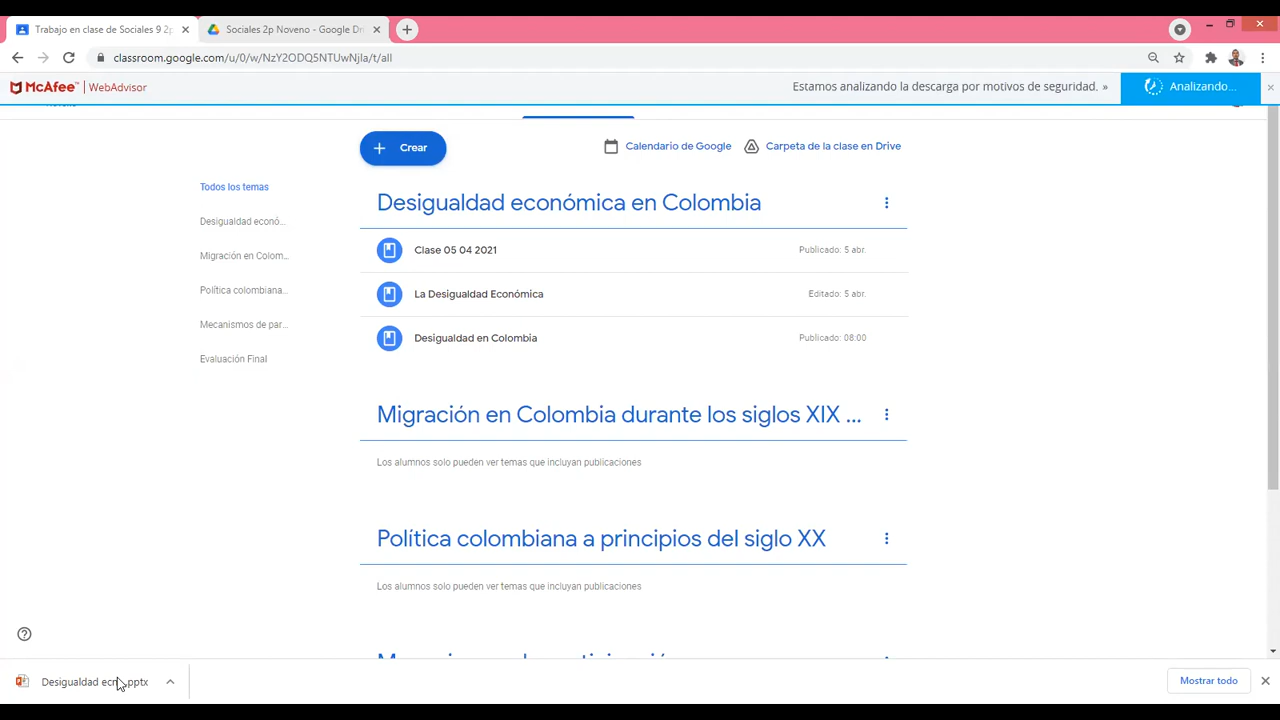 Trabajo en clase de Sociales 9 2p
Sociales 2p Noveno - Google Dri
classroom.google.com/u/0/w/NzY2ODQ5NTUwNjIa/t/all
McAfee | WebAdvisor
Estamos analizando la descarga por motivos de seguridad. »
Analizando...
Crear
Calendario de Google
Carpeta de la clase en Drive
Todos los temas
Desigualdad econó...
Migración en Colom...
Política colombiana...
Mecanismos de par...
Evaluación Final
Desigualdad económica en Colombia
Clase 05 04 2021
Publicado: 5 abr.
La Desigualdad Económica
Editado: 5 abr.
Desigualdad en Colombia
Publicado: 08:00
Migración en Colombia durante los siglos XIX ...
Los alumnos solo pueden ver temas que incluyan publicaciones
Política colombiana a principios del siglo XX
Los alumnos solo pueden ver temas que incluyan publicaciones
Desigualdad .pptx
Mostrar todo